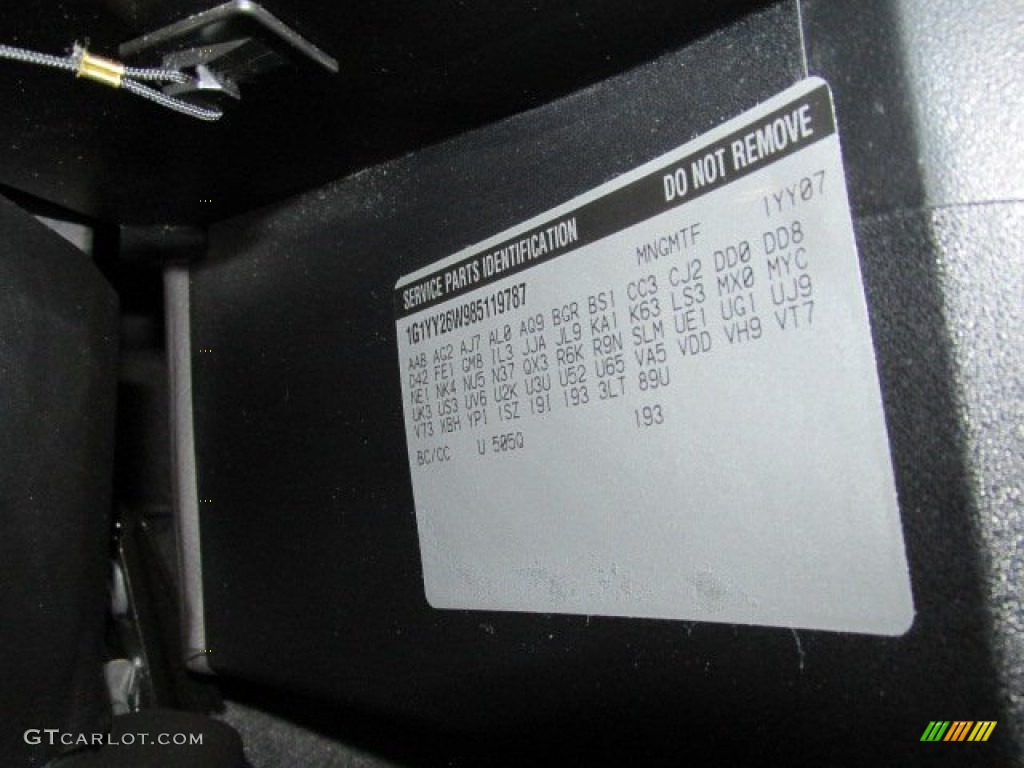 SERVICE PARTS IDENTIFICATION DO NOT REMOVE
1G1YY26W985119787 MNGMTF 1YY07
AAB AG2 AJ7 AL0 AQ9 BGR BS1 CC3 CJ2 DD0 DD8
D42 FE1 GM8 IL3 JJA JL9 KA1 K63 LS3 MX0 MYC
NE1 NK4 NU5 N37 QX3 R6K R9N SLM UE1 UG1 UJ9
UK3 US3 UV6 U2K U3U U52 U65 VA5 VDD VH9 VT7
V73 XBH YP1 1SZ 19I 193 3LT 89U
BC/CC U 505Q 193
GTCARLOT.COM